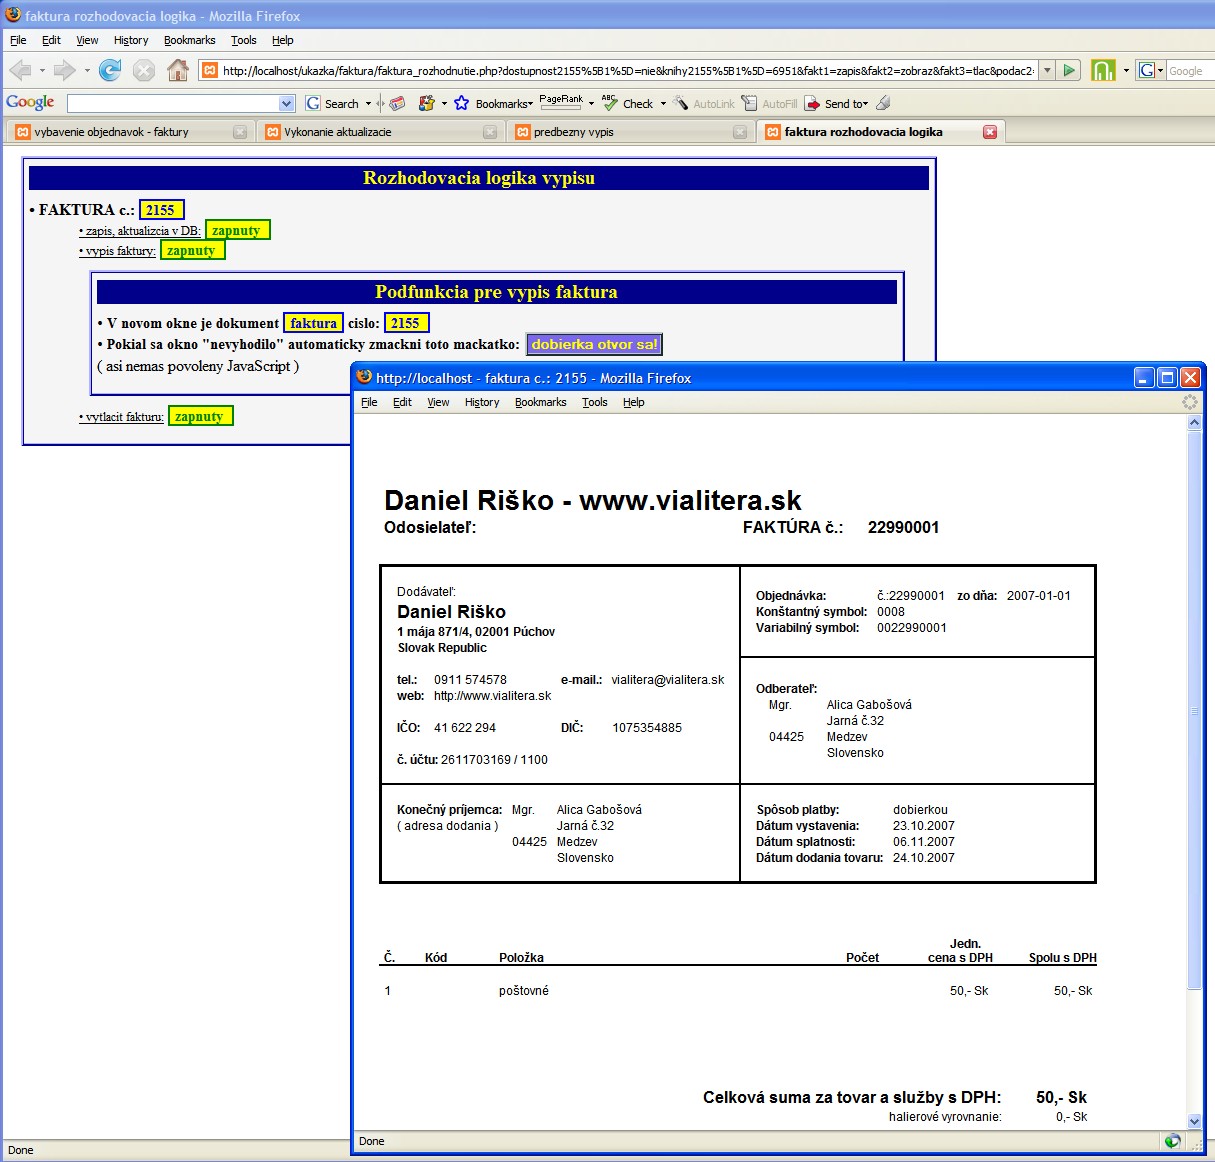 faktura rozhodovacia logika - Mozilla Firefox
File Edit View History Bookmarks Tools Help
http://localhost/ukazka/faktura/faktura_rozhodnutie.php?dostupnost2155%5B1%5D=nie&knihy2155%5B1%5D=6951&fakt1=zapis&fakt2=zobraz&fakt3=tlac&podac2 Google
Google Search Bookmarks PageRank ABC Check AutoLink AutoFill Send to
vybavenie objednavok - faktury Vykonanie aktualizacie predbezny vypis faktura rozhodovacia logika
Rozhodovacia logika vypisu
• FAKTURA c.: 2155
• zapis, aktualizcia v DB: zapnuty
• vypis faktury: zapnuty
Podfunkcia pre vypis faktura
• V novom okne je dokument faktura cislo: 2155
• Pokial sa okno "nevyhodilo" automaticky zmackni toto mackatko: dobierka otvor sa!
( asi nemas povoleny JavaScript )
• vytlacit fakturu: zapnuty
http://localhost - faktura c.: 2155 - Mozilla Firefox
File Edit View History Bookmarks Tools Help
Daniel Riško - www.vialitera.sk
Odosielateľ: FAKTÚRA č.: 22990001
Dodávateľ:
Daniel Riško
1 mája 871/4, 02001 Púchov
Slovak Republic
tel.: 0911 574578 e-mail.: vialitera@vialitera.sk
web: http://www.vialitera.sk
IČO: 41 622 294 DIČ: 1075354885
č. účtu: 2611703169 / 1100
Objednávka: č.:22990001 zo dňa: 2007-01-01
Konštantný symbol: 0008
Variabilný symbol: 0022990001
Odberateľ:
Mgr. Alica Gabošová
Jarná č.32
04425 Medzev
Slovensko
Konečný príjemca: Mgr. Alica Gabošová
( adresa dodania ) Jarná č.32
04425 Medzev
Slovensko
Spôsob platby: dobierkou
Dátum vystavenia: 23.10.2007
Dátum splatnosti: 06.11.2007
Dátum dodania tovaru: 24.10.2007
Č. Kód Položka Počet Jedn. cena s DPH Spolu s DPH
1 poštovné 50,- Sk 50,- Sk
Celková suma za tovar a služby s DPH: 50,- Sk
halierové vyrovnanie: 0,- Sk
Done
Done